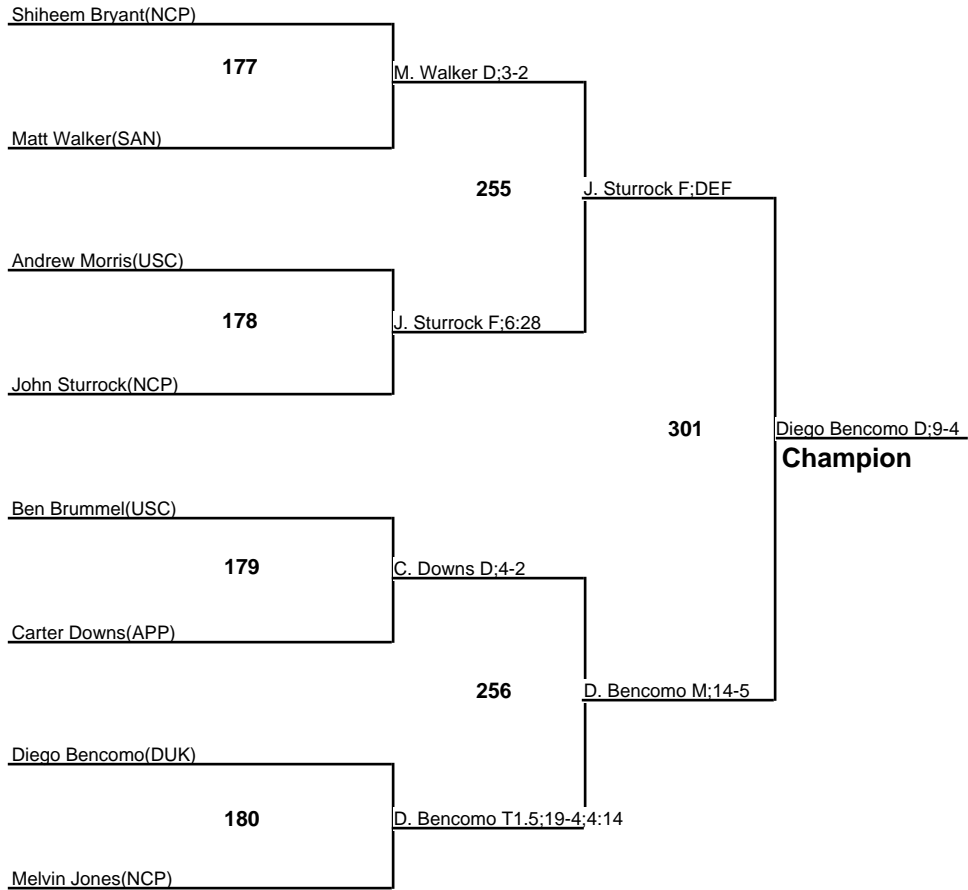 Shiheem Bryant(NCP)
177
M. Walker D;3-2
Matt Walker(SAN)
255
J. Sturrock F;DEF
Andrew Morris(USC)
178
J. Sturrock F;6:28
John Sturrock(NCP)
301
Diego Bencomo D;9-4
Champion
Ben Brummel(USC)
179
C. Downs D;4-2
Carter Downs(APP)
256
D. Bencomo M;14-5
Diego Bencomo(DUK)
180
D. Bencomo T1.5;19-4;4:14
Melvin Jones(NCP)